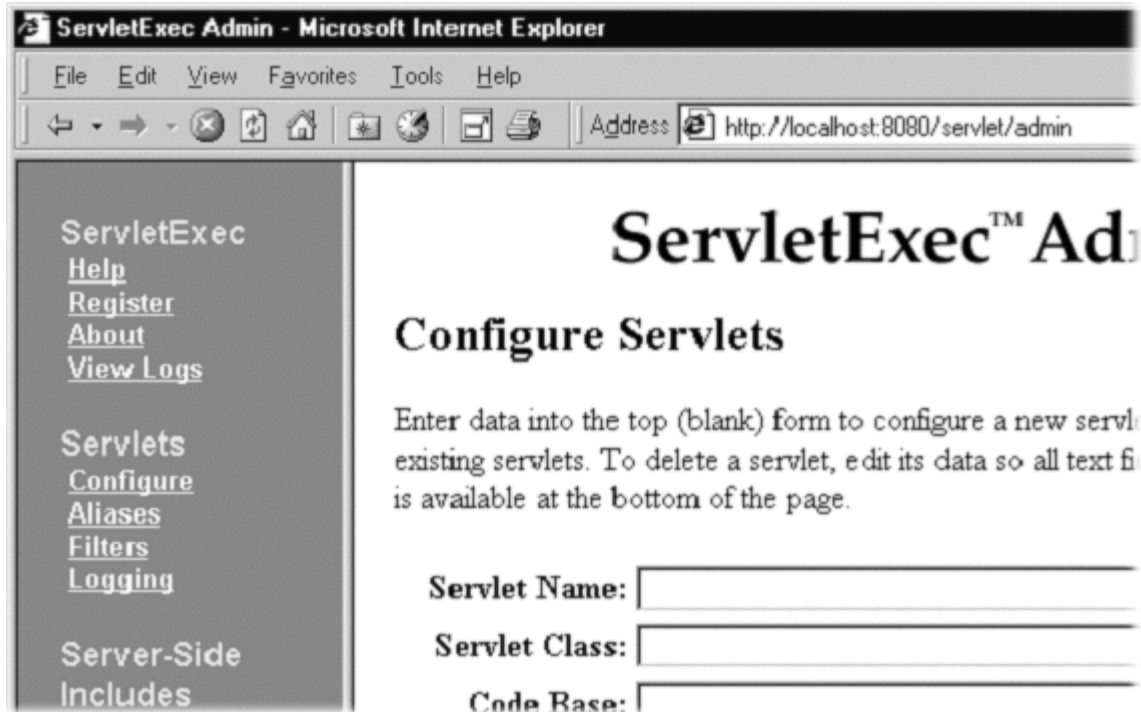 ServletExec Admin - Microsoft Internet Explorer
File Edit View Favorites Tools Help
Address http://localhost:8080/servlet/admin
ServletExec
Help
Register
About
View Logs
Servlets
Configure
Aliases
Filters
Logging
Server-Side
Includes
ServletExec™
Configure Servlets
Enter data into the top (blank) form to configure a new
existing servlets. To delete a servlet, edit its data so all text
is available at the bottom of the page.
Servlet Name:
Servlet Class:
Code Base: